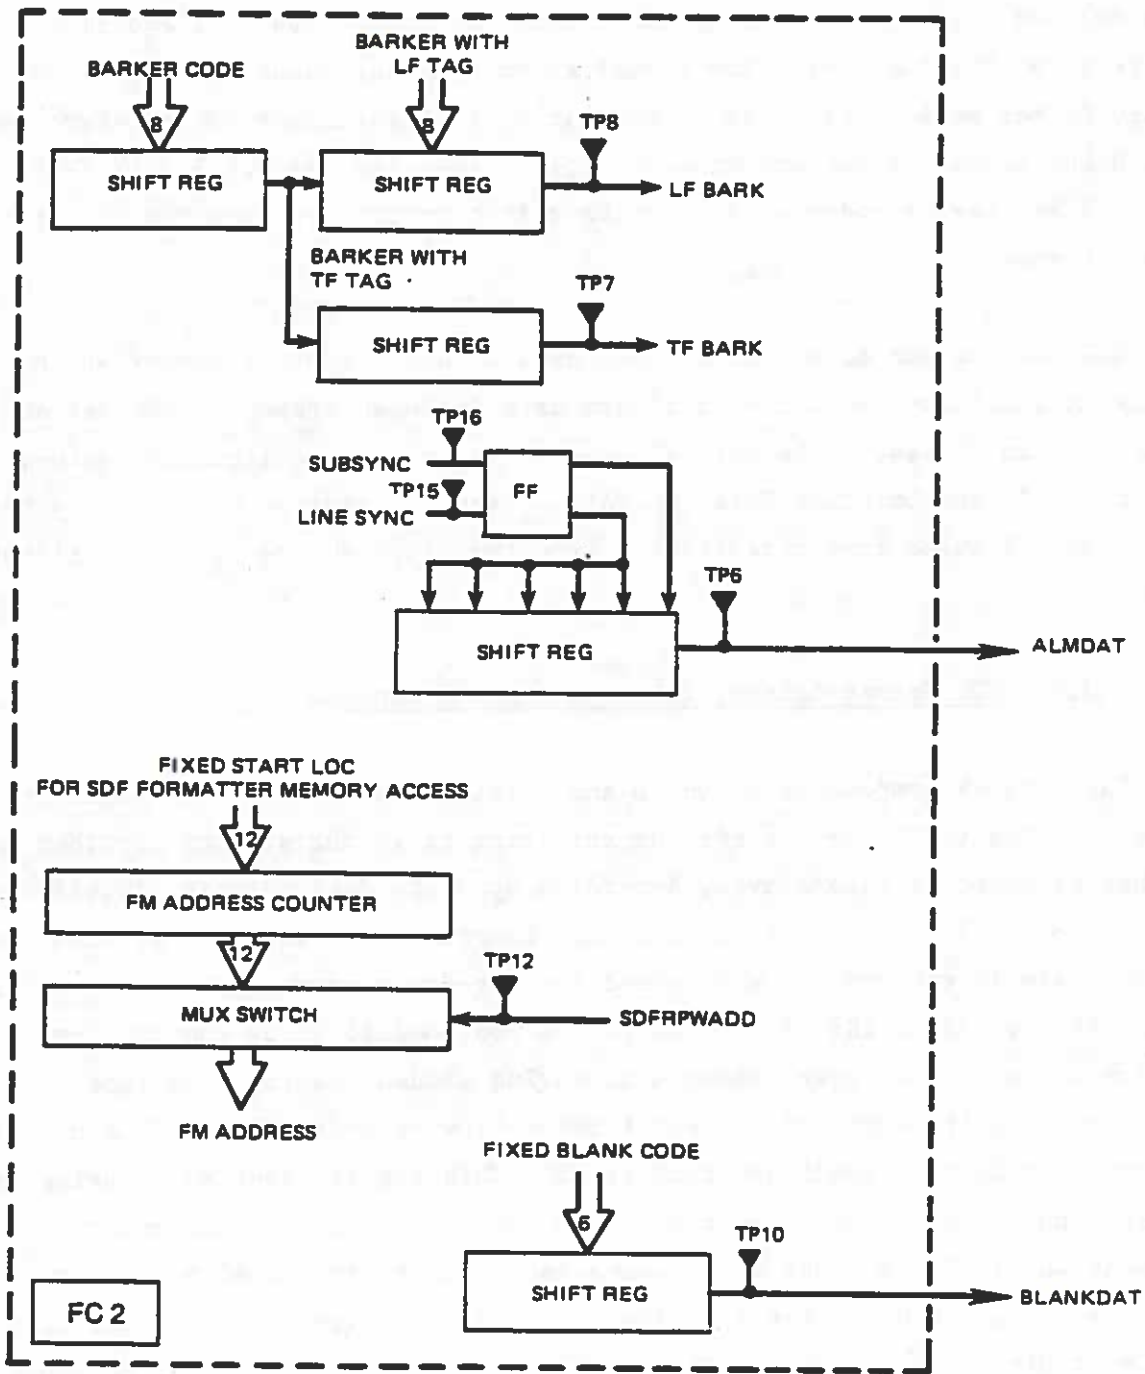 BARKER CODE
BARKER WITH
LF TAG
8
8
TP8
SHIFT REG
SHIFT REG
LF BARK
BARKER WITH
TF TAG
TP7
SHIFT REG
TF BARK
TP16
SUBSYNC
TP15
FF
LINE SYNC
TP6
SHIFT REG
ALMDAT
FIXED START LOC
FOR SDF FORMATTER MEMORY ACCESS
12
FM ADDRESS COUNTER
12
TP12
MUX SWITCH
SDFRPWADD
FM ADDRESS
FIXED BLANK CODE
6
TP10
SHIFT REG
BLANKDAT
FC 2